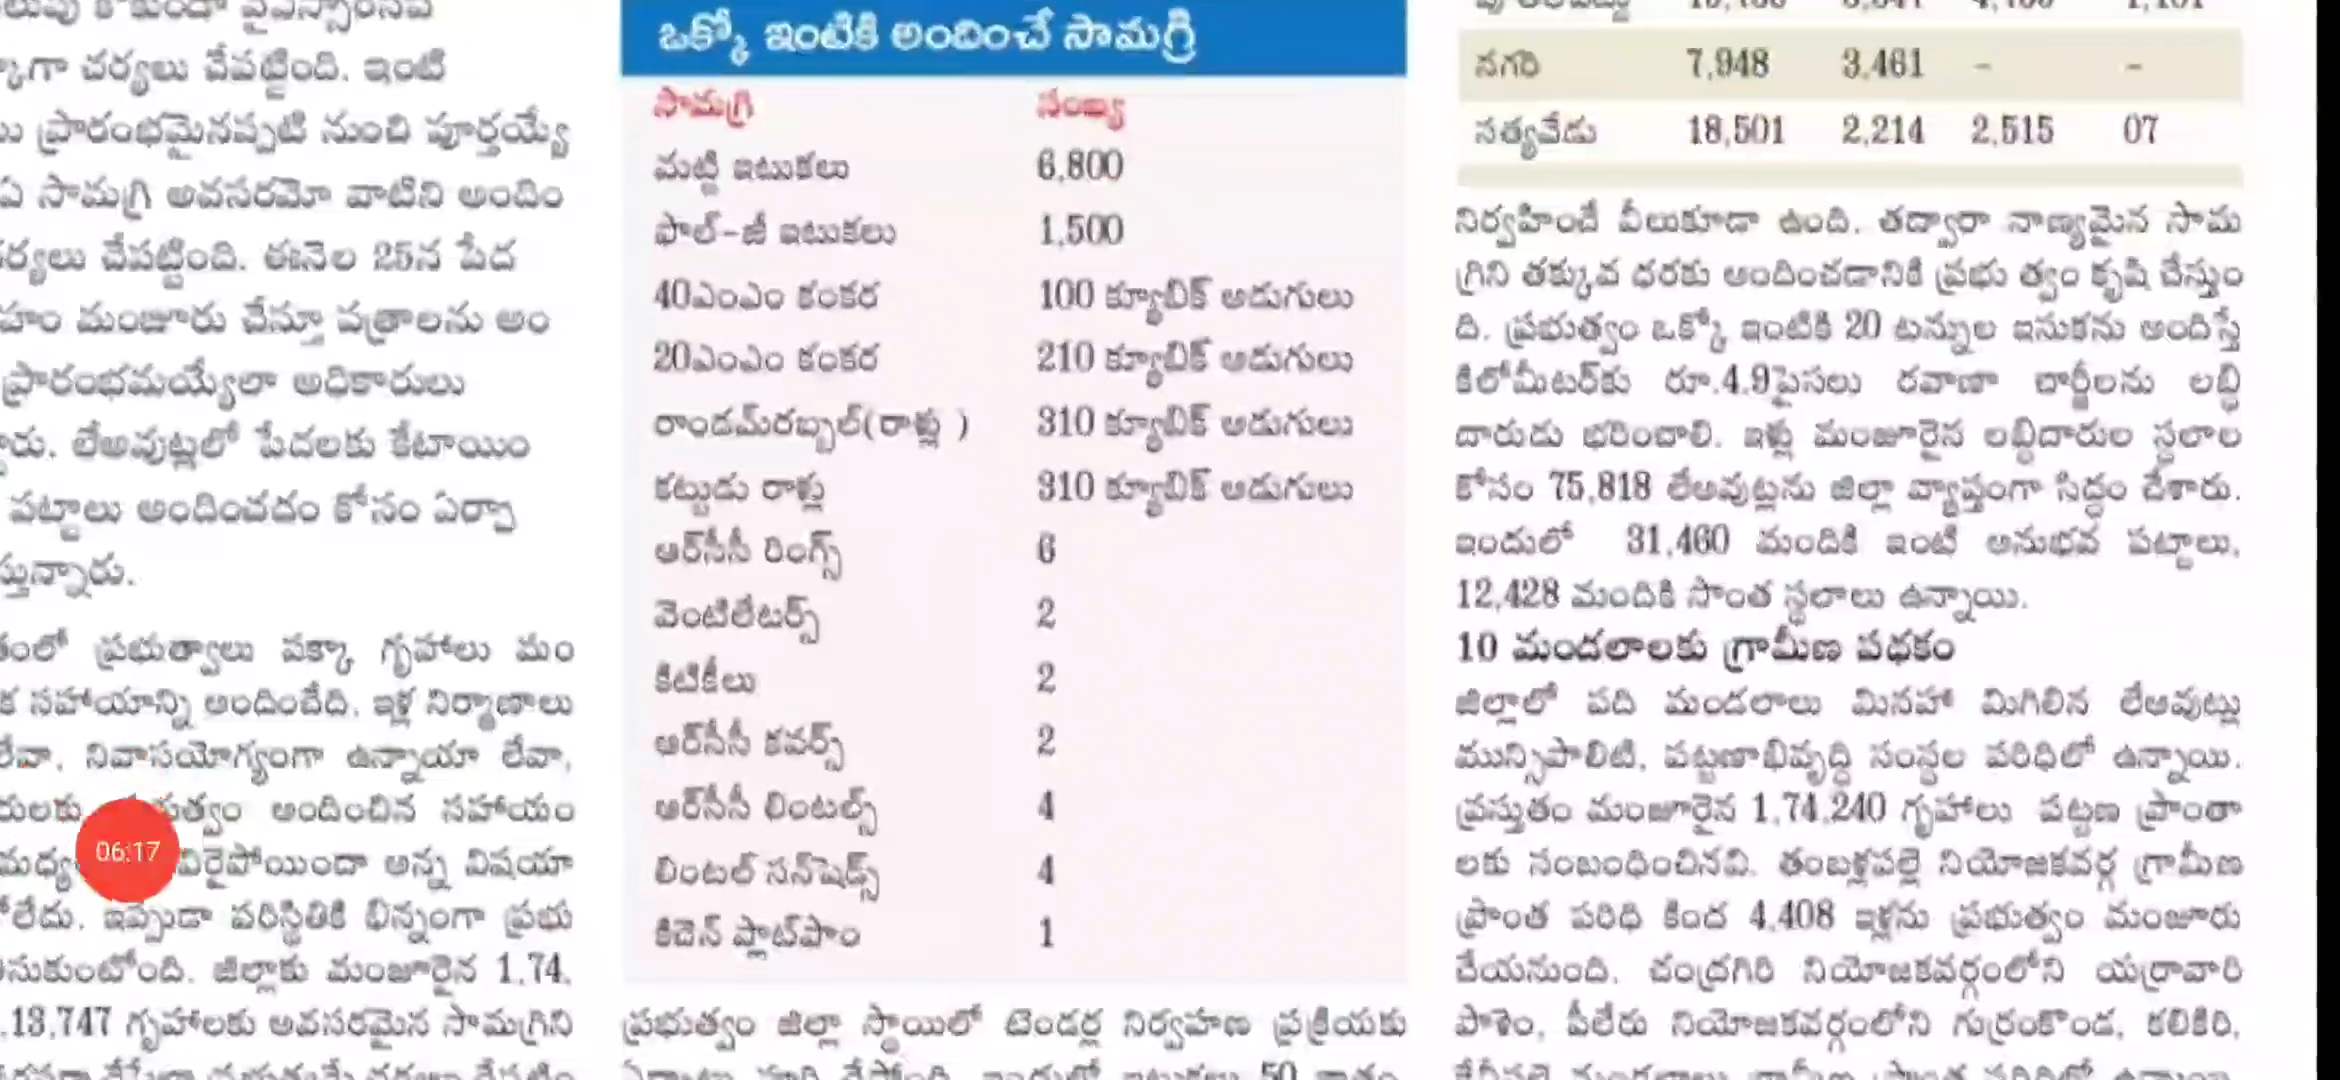 చర్యలు చేపట్టింది. ఇంటి
ప్రారంభమైనప్పటి నుంచి పూర్తయ్యే
ఏ సామగ్రి అవసరమో వాటిని అందిం
చేపట్టింది. ఈనెల 25న పేద
మంజూరు చేస్తూ పత్రాలను అం
ప్రారంభమయ్యేలా అధికారులు
లేఅవుట్లలో పేదలకు కేటాయిం
పట్టాలు అందించడం కోసం ఏర్పా
స్తున్నారు.
ప్రభుత్వాలు పక్కా గృహాలు మం
క సహాయాన్ని అందించేది. ఇళ్ల నిర్మాణాలు
లేవా, నివాసయోగ్యంగా ఉన్నాయా లేవా,
అందించిన సహాయం
06:17
అన్న విషయా
లేదు. ఇప్పుడా పరిస్థితికి భిన్నంగా ప్రభు
సుకుంటోంది. జిల్లాకు మంజూరైన 1,74,
13,747 గృహాలకు అవసరమైన సామగ్రిని
ఒక్కో ఇంటికి అందించే సామగ్రి
సామగ్రి సంఖ్య
మట్టి ఇటుకలు 6,800
ఫాల్-జీ ఇటుకలు 1,500
40ఎంఎం కంకర 100 క్యూబిక్ అడుగులు
20ఎంఎం కంకర 210 క్యూబిక్ అడుగులు
రాండమ్‌రబ్బల్(రాళ్లు ) 310 క్యూబిక్ అడుగులు
కట్టుడు రాళ్లు 310 క్యూబిక్ అడుగులు
ఆర్‌సీసీ రింగ్స్ 6
వెంటిలేటర్స్ 2
కిటికీలు 2
ఆర్‌సీసీ కవర్స్ 2
ఆర్‌సీసీ లింటల్స్ 4
లింటల్ సన్‌షెడ్స్ 4
కిచెన్ ప్లాట్‌ఫాం 1
ప్రభుత్వం జిల్లా స్థాయిలో టెండర్ల నిర్వహణ ప్రక్రియకు
నగరి 7,948 3,461 - -
సత్యవేడు 18,501 2,214 2,515 07
నిర్వహించే వీలుకూడా ఉంది. తద్వారా నాణ్యమైన సామ
గ్రిని తక్కువ ధరకు అందించడానికి ప్రభు త్వం కృషి చేస్తుం
ది. ప్రభుత్వం ఒక్కో ఇంటికి 20 టన్నుల ఇసుకను అందిస్తే
కిలోమీటర్‌కు రూ.4.9పైసలు రవాణా చార్జీలను లబ్ధి
దారుడు భరించాలి. ఇళ్లు మంజూరైన లబ్ధిదారుల స్థలాల
కోసం 75,818 లేఅవుట్లను జిల్లా వ్యాప్తంగా సిద్ధం చేశారు.
ఇందులో 31,460 మందికి ఇంటి అనుభవ పట్టాలు,
12,428 మందికి సొంత స్థలాలు ఉన్నాయి.
10 మండలాలకు గ్రామీణ పథకం
జిల్లాలో పది మండలాలు మినహా మిగిలిన లేఅవుట్లు
మున్సిపాలిటీ, పట్టణాభివృద్ధి సంస్థల పరిధిలో ఉన్నాయి.
ప్రస్తుతం మంజూరైన 1,74,240 గృహాలు పట్టణ ప్రాంతా
లకు సంబంధించినవి. తంబళ్లపల్లె నియోజకవర్గ గ్రామీణ
ప్రాంత పరిధి కింద 4,408 ఇళ్లను ప్రభుత్వం మంజూరు
చేయనుంది. చంద్రగిరి నియోజకవర్గంలోని యర్రావారి
పాళెం, పీలేరు నియోజకవర్గంలోని గుర్రంకొండ, కలికిరి,